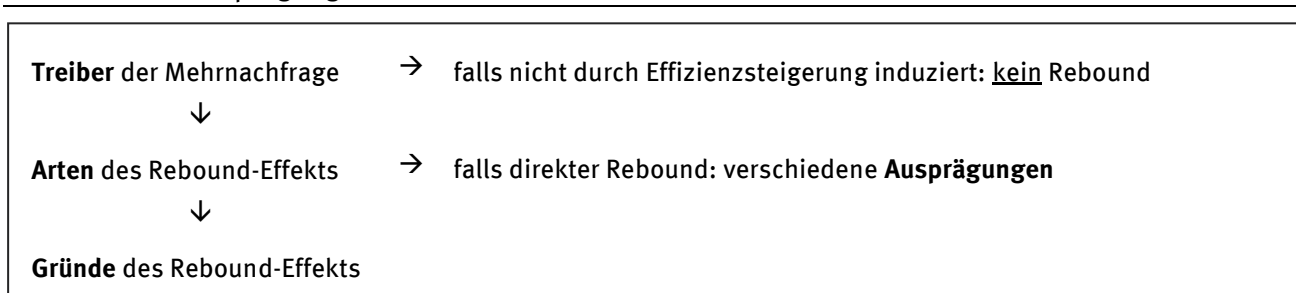 Treiber der Mehrnachfrage → falls nicht durch Effizienzsteigerung induziert: kein Rebound
↓
Arten des Rebound-Effekts → falls direkter Rebound: verschiedene Ausprägungen
↓
Gründe des Rebound-Effekts